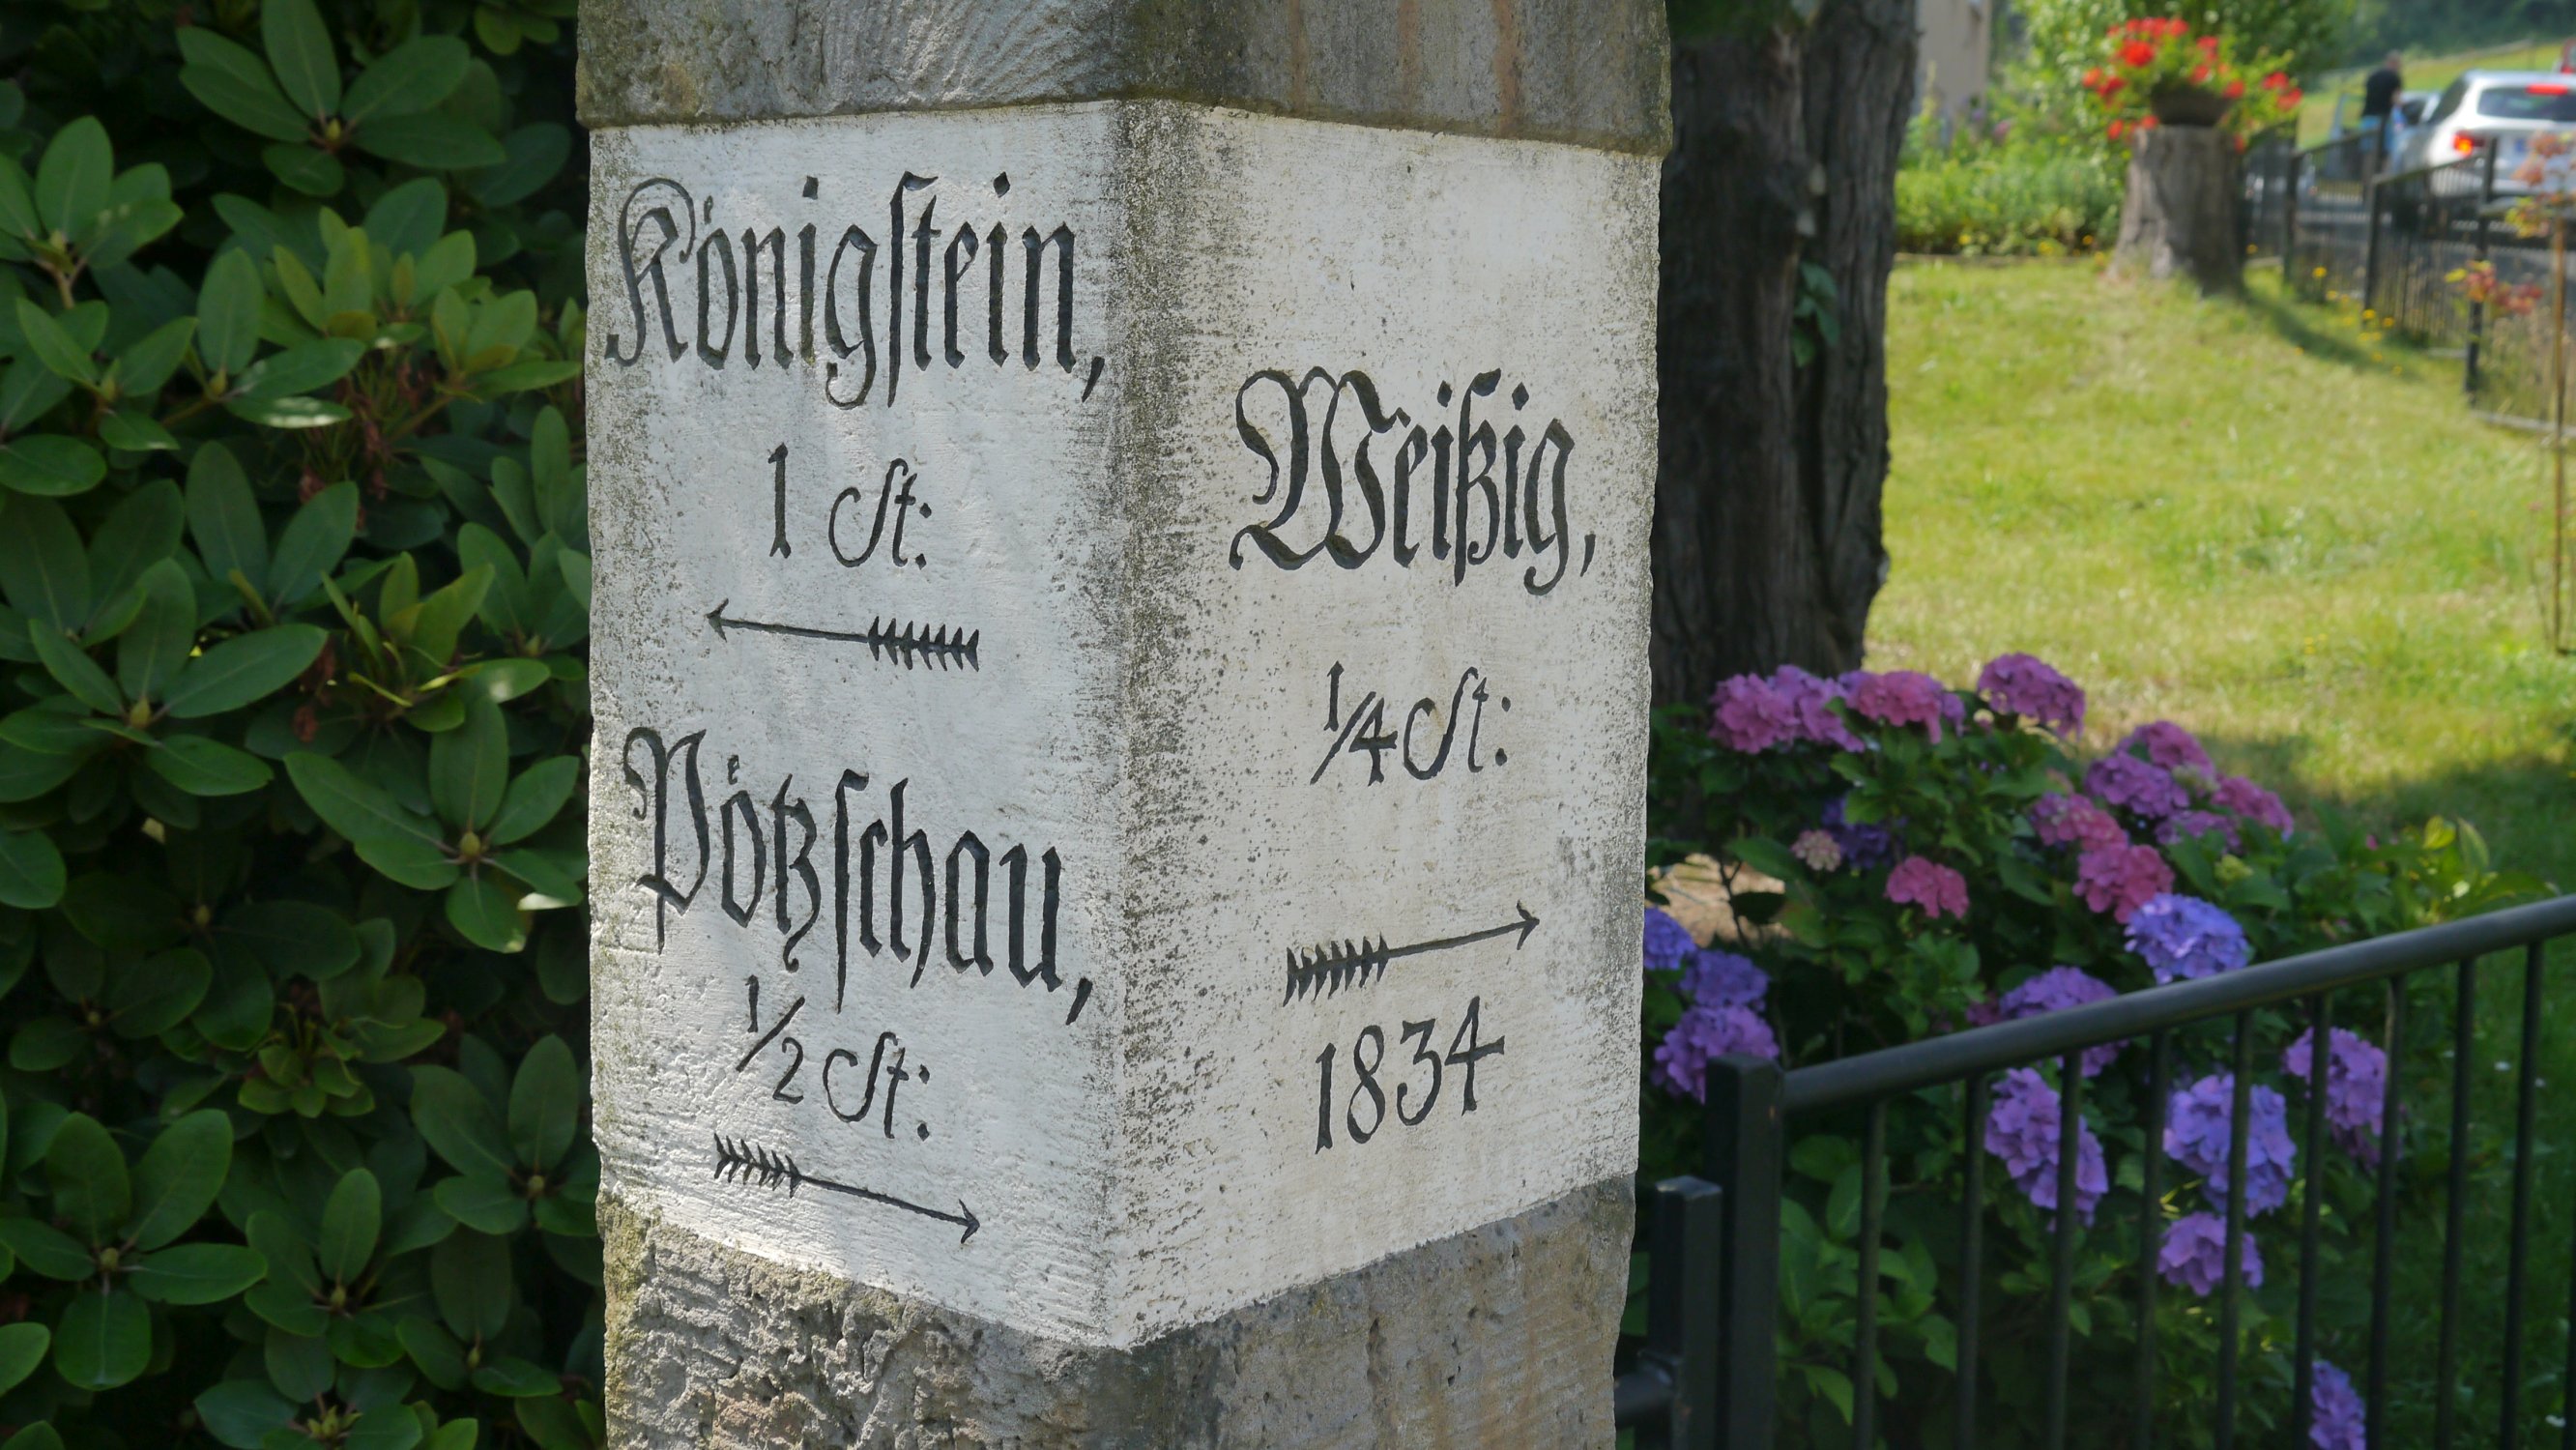 Königſtein,
1 St:
Pötzſchau,
1/2 St:
Weißig,
1/4 St:
1834